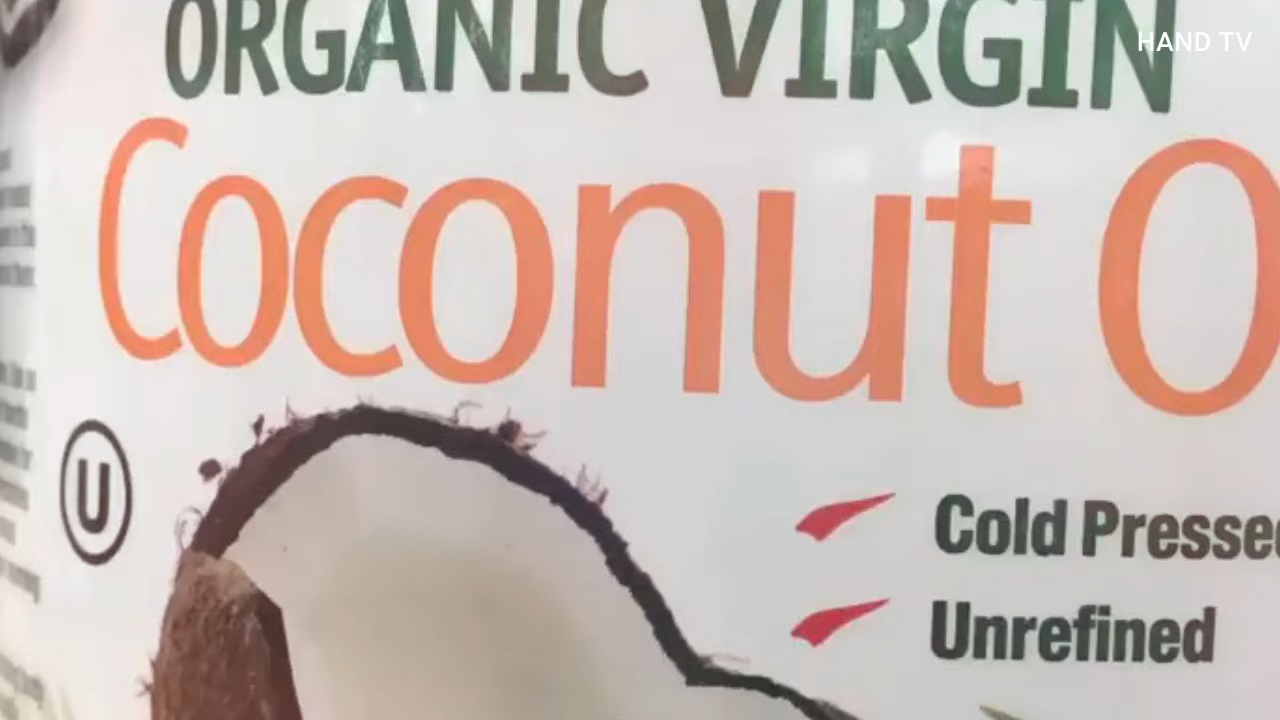 ORGANIC VIRGIN
HAND TV
Coconut O
U
Cold Pressed
Unrefined